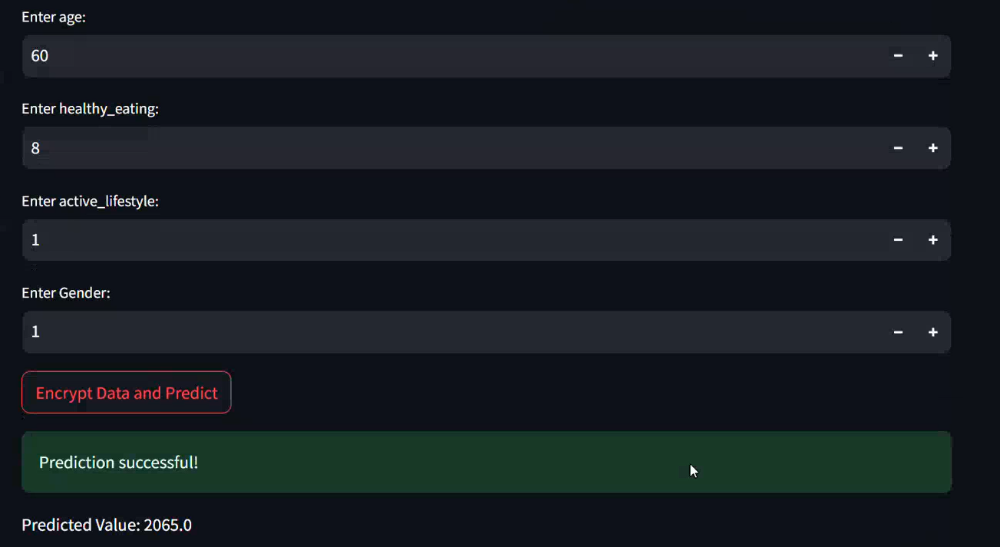 Enter age:
60
Enter healthy_eating:
8
Enter active_lifestyle:
1
Enter Gender:
1
Encrypt Data and Predict
Prediction successful!
Predicted Value: 2065.0